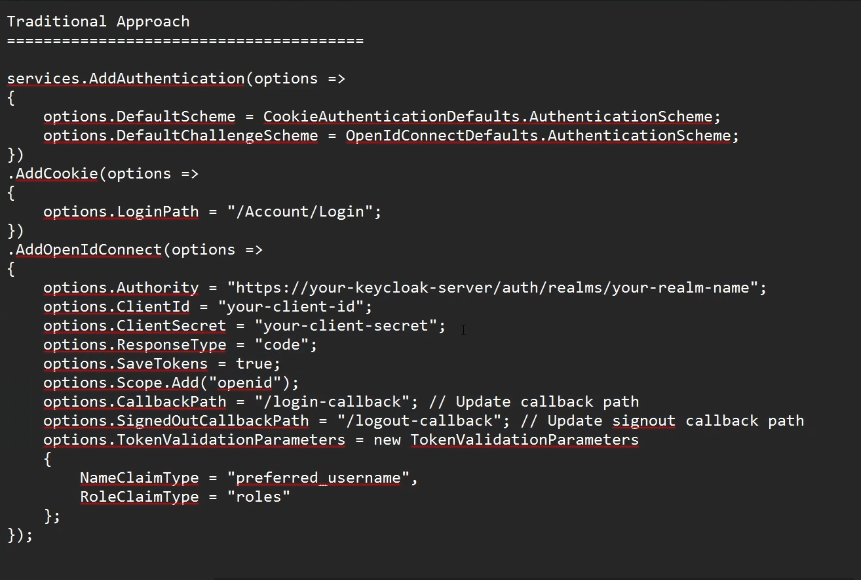 Traditional Approach
=======================================
services.AddAuthentication(options =>
{
    options.DefaultScheme = CookieAuthenticationDefaults.AuthenticationScheme;
    options.DefaultChallengeScheme = OpenIdConnectDefaults.AuthenticationScheme;
})
.AddCookie(options =>
{
    options.LoginPath = "/Account/Login";
})
.AddOpenIdConnect(options =>
{
    options.Authority = "https://your-keycloak-server/auth/realms/your-realm-name";
    options.ClientId = "your-client-id";
    options.ClientSecret = "your-client-secret";
    options.ResponseType = "code";
    options.SaveTokens = true;
    options.Scope.Add("openid");
    options.CallbackPath = "/login-callback"; // Update callback path
    options.SignedOutCallbackPath = "/logout-callback"; // Update signout callback path
    options.TokenValidationParameters = new TokenValidationParameters
    {
        NameClaimType = "preferred_username",
        RoleClaimType = "roles"
    };
});